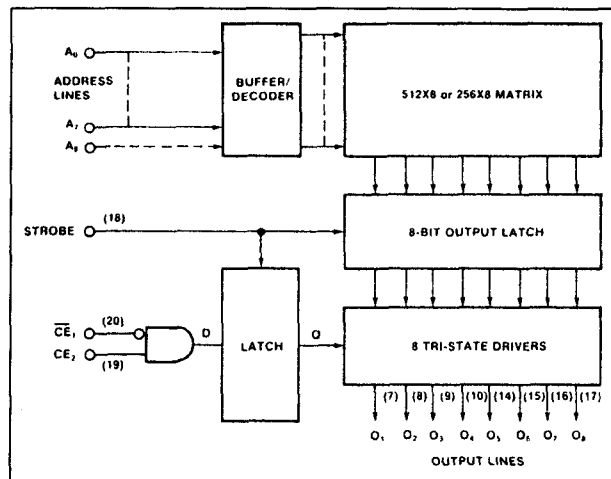 A₆
ADDRESS
LINES
A₇
A₈
BUFFER/
DECODER
512X8 or 256X8 MATRIX
STROBE (18)
8-BIT OUTPUT LATCH
CE₁ (20)
CE₂ (19)
D
LATCH
Q
8 TRI-STATE DRIVERS
(7) (8) (9) (10) (14) (15) (16) (17)
O₁ O₂ O₃ O₄ O₅ O₆ O₇ O₈
OUTPUT LINES